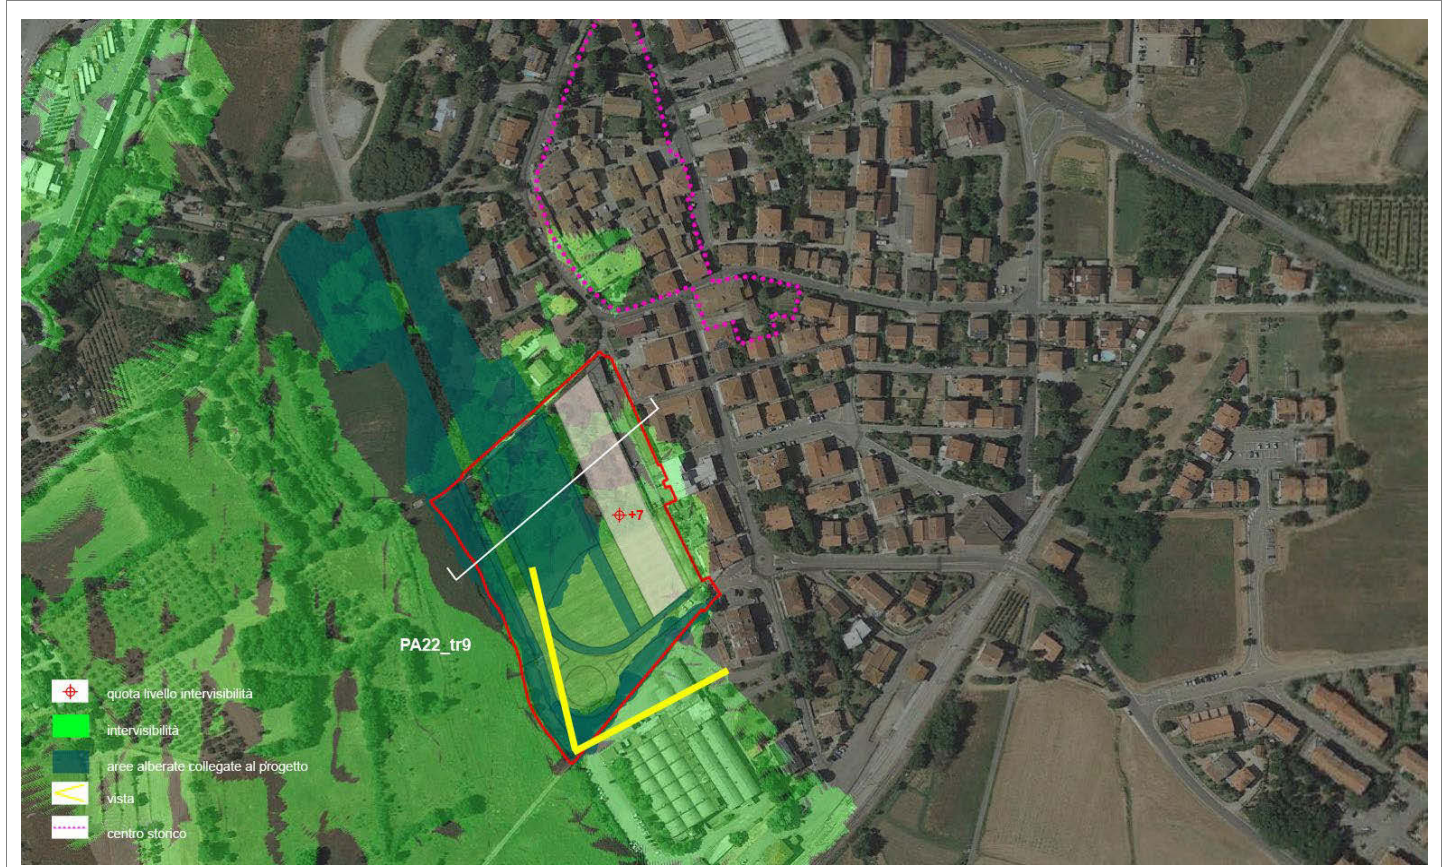 +7
PA22_tr9
quota livello intervisibilità
intervisibilità
aree alberate collegate al progetto
vista
centro storico